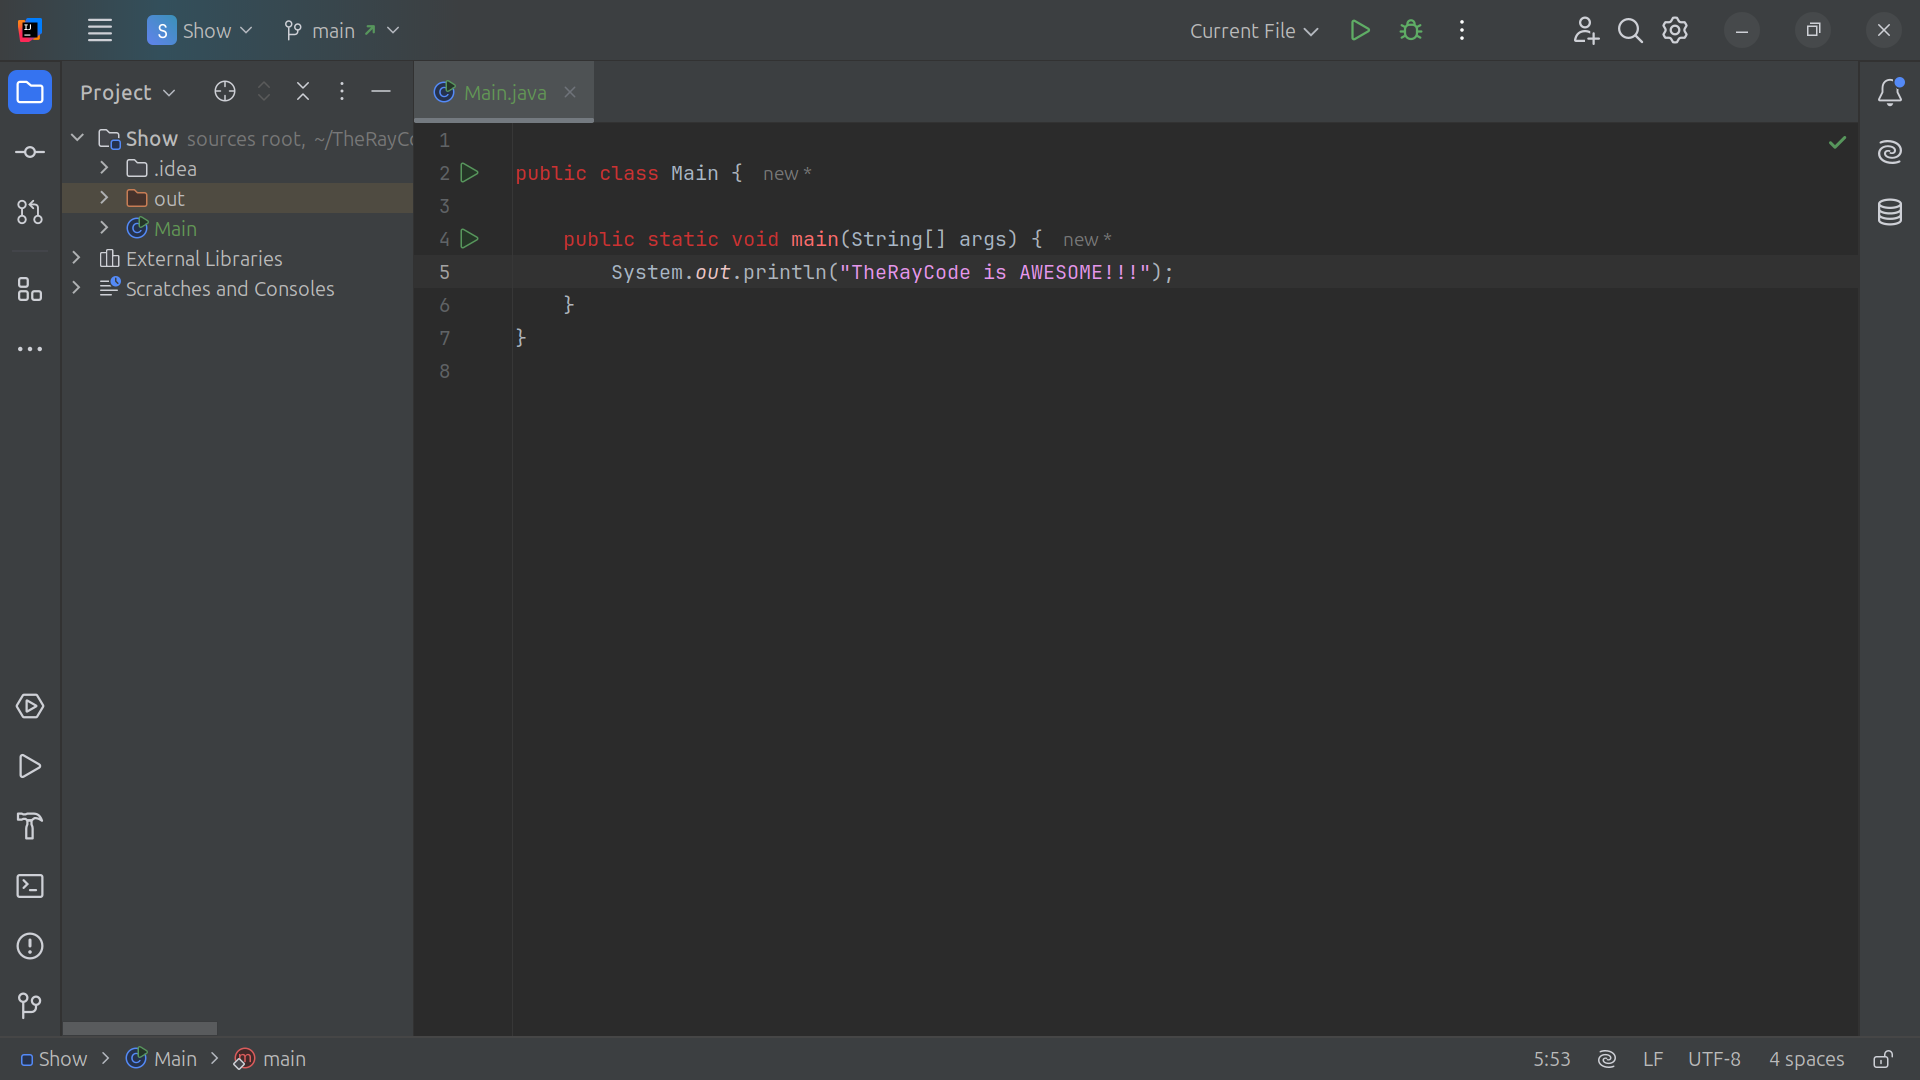 S Show main Current File
Project
Main.java
Show sources root, ~/TheRayCo
.idea
out
Main
External Libraries
Scratches and Consoles
1
2 public class Main { new *
3
4 public static void main(String[] args) { new *
5 System.out.println("TheRayCode is AWESOME!!!");
6 }
7 }
8
Show Main main 5:53 LF UTF-8 4 spaces